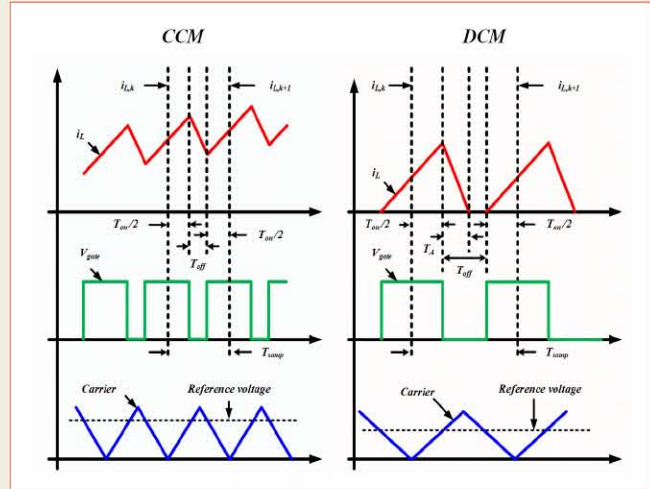 CCM
DCM
i_L,k
i_L,k+1
i_L,k
i_L,k+1
i_L
i_L
T_on/2
T_on/2
T_off
T_on/2
T_on/2
T_A
T_off
V_gate
V_gate
T_samp
T_samp
Carrier
Reference voltage
Carrier
Reference voltage